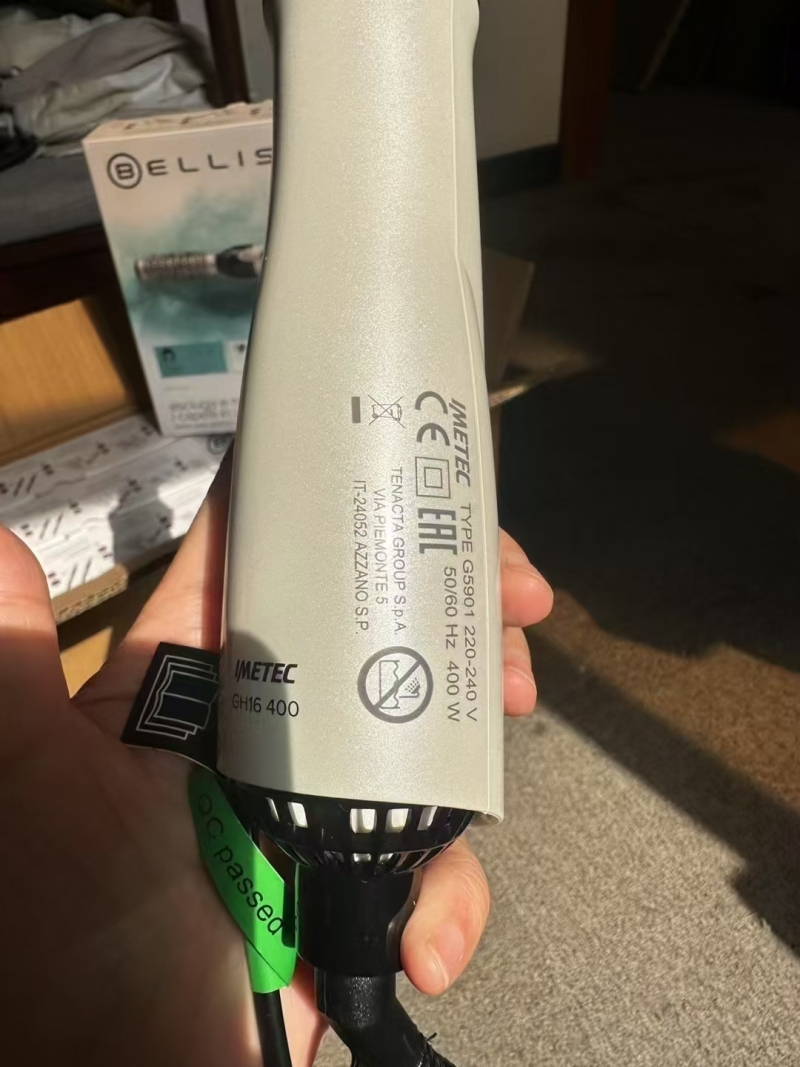 BELLIS
IMETEC TYPE G5901 220-240 V
50/60 Hz 400 W
CE EAC
TENACTA GROUP S.p.A.
VIA PIEMONTE 5
IT-24052 AZZANO S.P.
IMETEC
GH16 400
QC passed